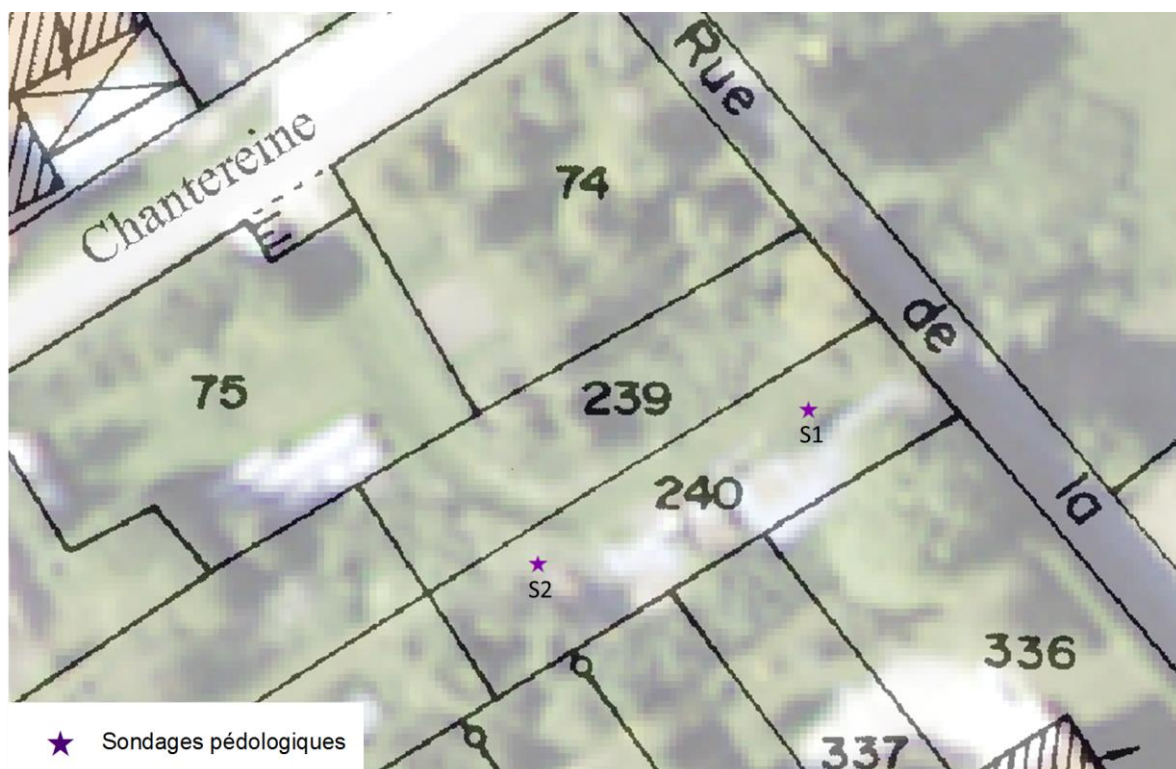 Rue
Chantereine
74
de
75
239
S1
240
la
S2
336
337
Sondages pédologiques